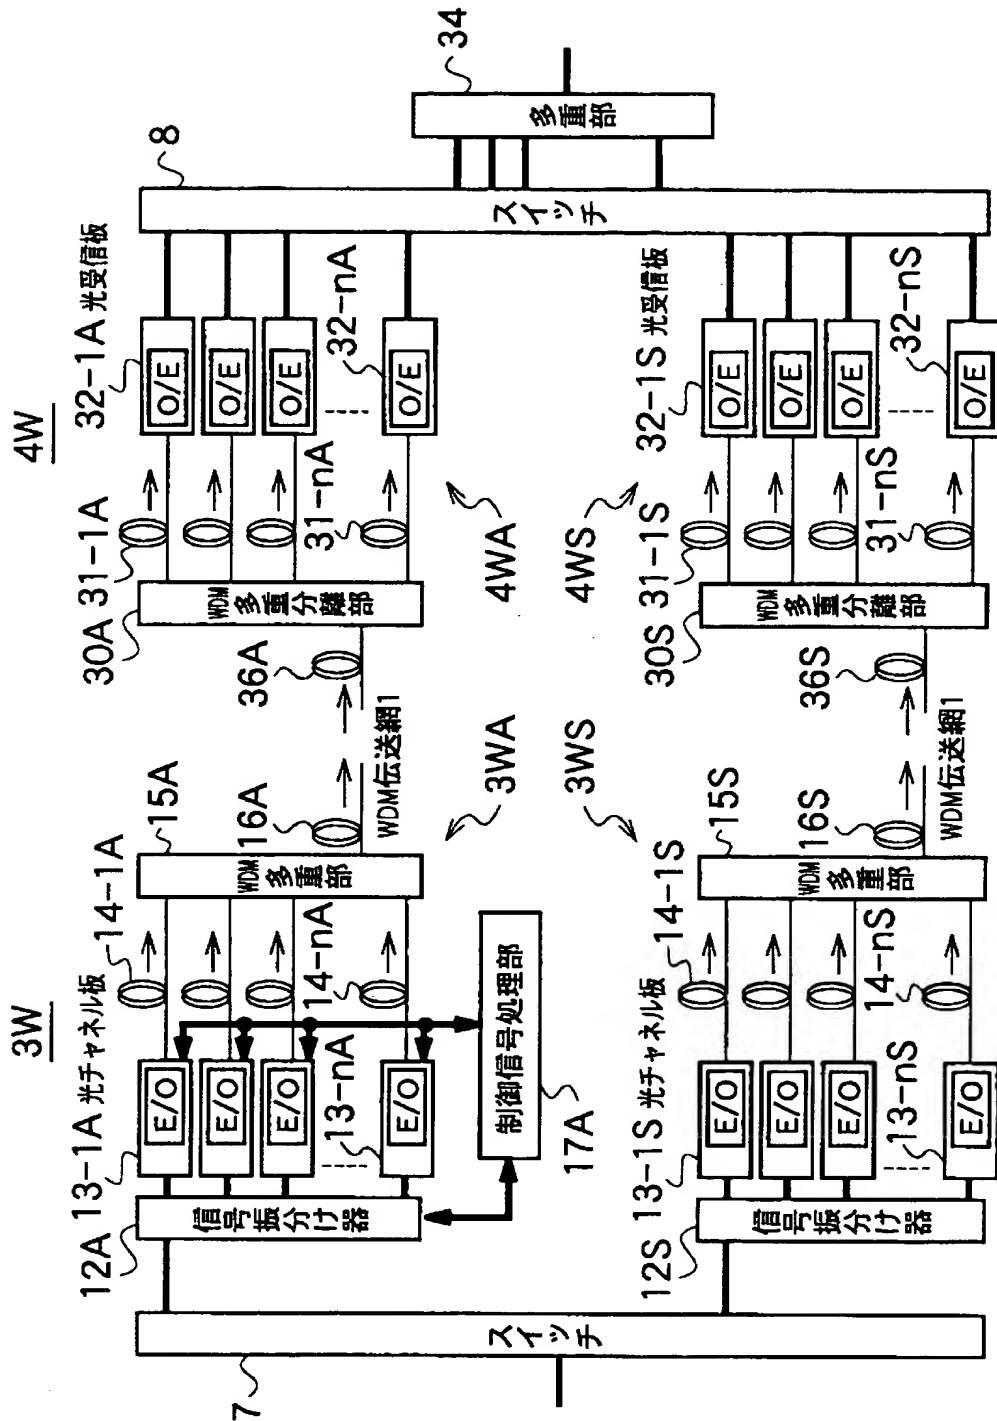 3W
4W
12A
13-1A 光チャネル板
14-1A
15A
30A
31-1A
32-1A 光受信板
8
34
7
スイッチ
信号振分け器
E/O
E/O
E/O
E/O
13-nA
14-nA
WDM
多重部
16A
36A
WDM伝送網1
WDM
多重分離部
31-nA
O/E
O/E
O/E
O/E
32-nA
スイッチ
多重部
制御信号処理部
17A
3WA
4WA
3WS
4WS
12S
13-1S 光チャネル板
14-1S
15S
30S
31-1S
32-1S 光受信板
信号振分け器
E/O
E/O
E/O
E/O
13-nS
14-nS
WDM
多重部
16S
36S
WDM伝送網1
WDM
多重分離部
31-nS
O/E
O/E
O/E
O/E
32-nS